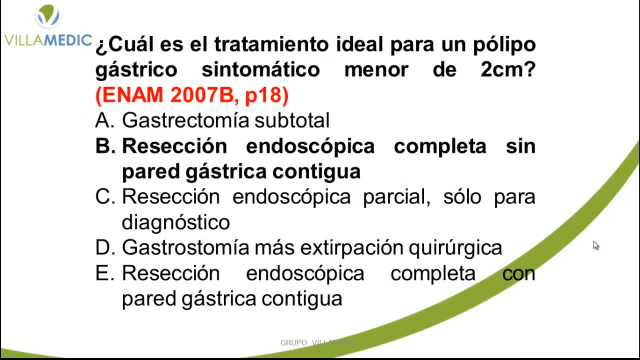 VILLAMEDIC
¿Cuál es el tratamiento ideal para un pólipo
gástrico sintomático menor de 2cm?
(ENAM 2007B, p18)
A. Gastrectomía subtotal
B. Resección endoscópica completa sin
pared gástrica contigua
C. Resección endoscópica parcial, sólo para
diagnóstico
D. Gastrostomía más extirpación quirúrgica
E. Resección endoscópica completa con
pared gástrica contigua
GRUPO VILLAMEDIC